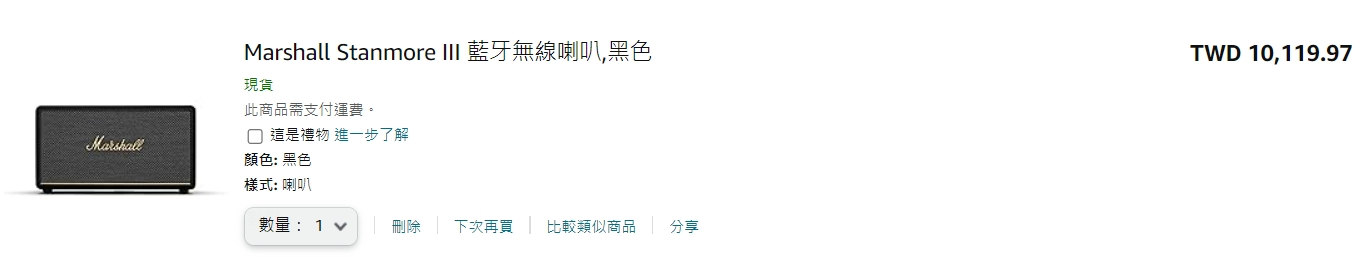 Marshall Stanmore III 藍牙無線喇叭,黑色
TWD 10,119.97
現貨
此商品需支付運費。
Marshall
這是禮物 進一步了解
顏色: 黑色
樣式: 喇叭
數量： 1 刪除 下次再買 比較類似商品 分享